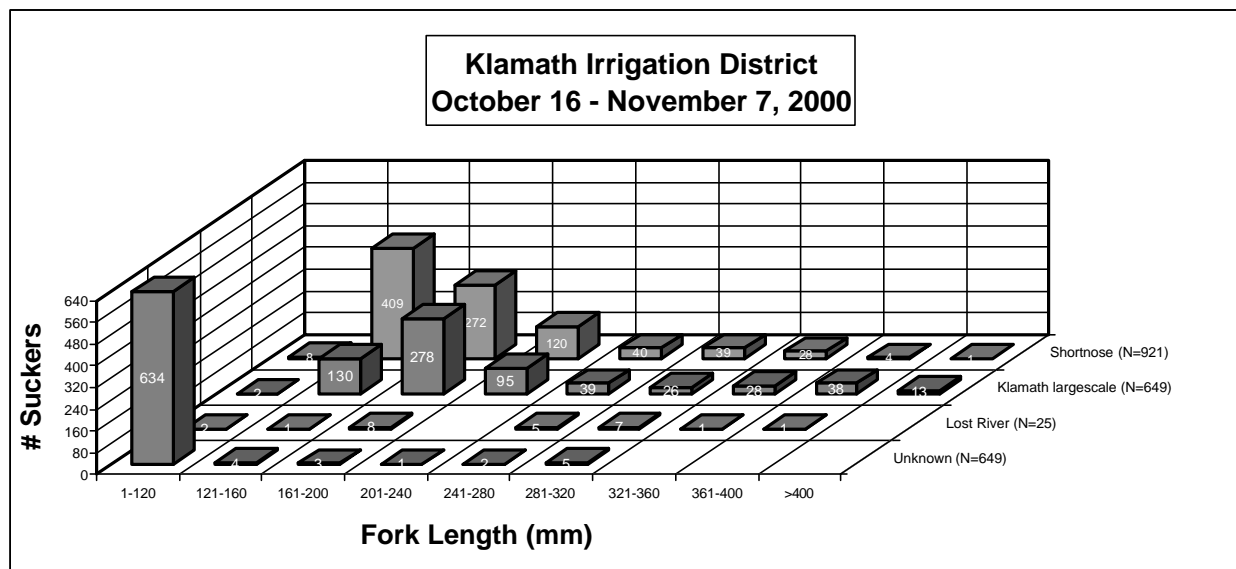 Klamath Irrigation District
October 16 - November 7, 2000
# Suckers
640
560
480
400
320
240
160
80
0
8 409 272 120 40 39 28 4 1
2 130 278 95 39 26 28 38 13
2 1 8 5 7 1 1
634 4 3 1 2 5
Shortnose (N=921)
Klamath largescale (N=649)
Lost River (N=25)
Unknown (N=649)
1-120 121-160 161-200 201-240 241-280 281-320 321-360 361-400 >400
Fork Length (mm)